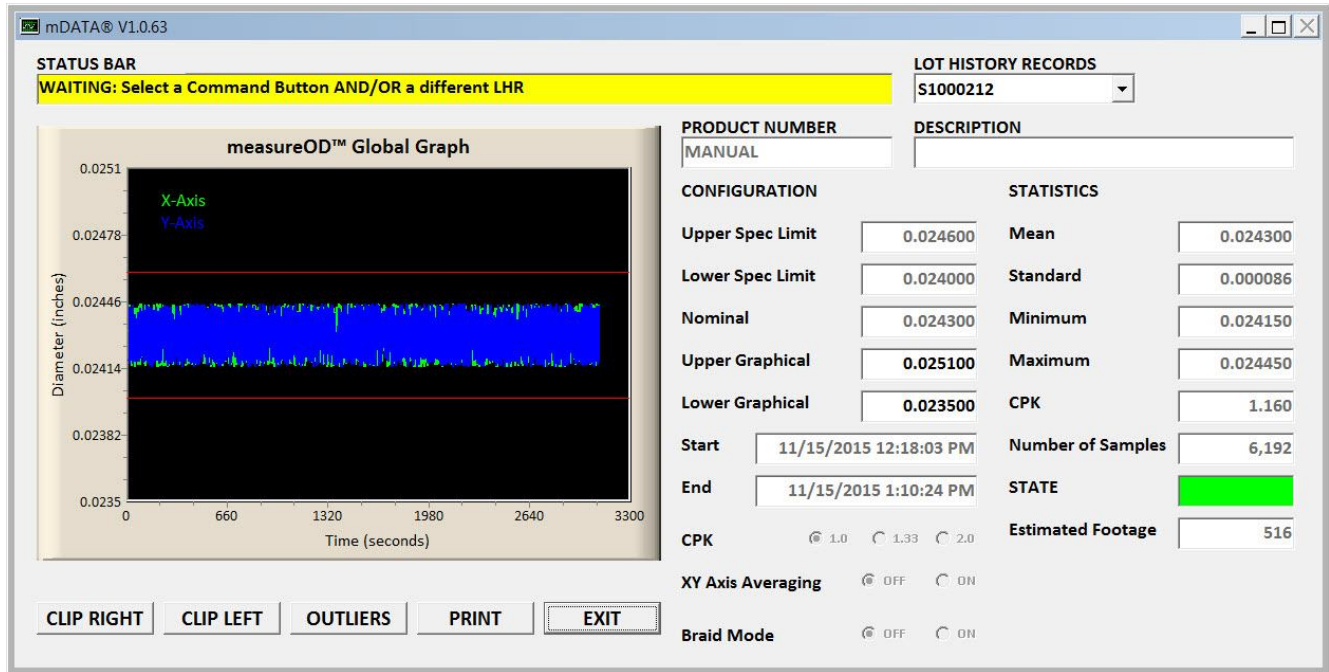 mDATA® V1.0.63
STATUS BAR
WAITING: Select a Command Button AND/OR a different LHR
LOT HISTORY RECORDS
S1000212
measureOD™ Global Graph
X-Axis
Y-Axis
Diameter (inches)
0.0251
0.02478
0.02446
0.02414
0.02382
0.0235
0 660 1320 1980 2640 3300
Time (seconds)
PRODUCT NUMBER
MANUAL
DESCRIPTION
CONFIGURATION
Upper Spec Limit 0.024600
Lower Spec Limit 0.024000
Nominal 0.024300
Upper Graphical 0.025100
Lower Graphical 0.023500
Start 11/15/2015 12:18:03 PM
End 11/15/2015 1:10:24 PM
CPK 1.0 1.33 2.0
XY Axis Averaging OFF ON
Braid Mode OFF ON
STATISTICS
Mean 0.024300
Standard 0.000086
Minimum 0.024150
Maximum 0.024450
CPK 1.160
Number of Samples 6,192
STATE
Estimated Footage 516
CLIP RIGHT CLIP LEFT OUTLIERS PRINT EXIT